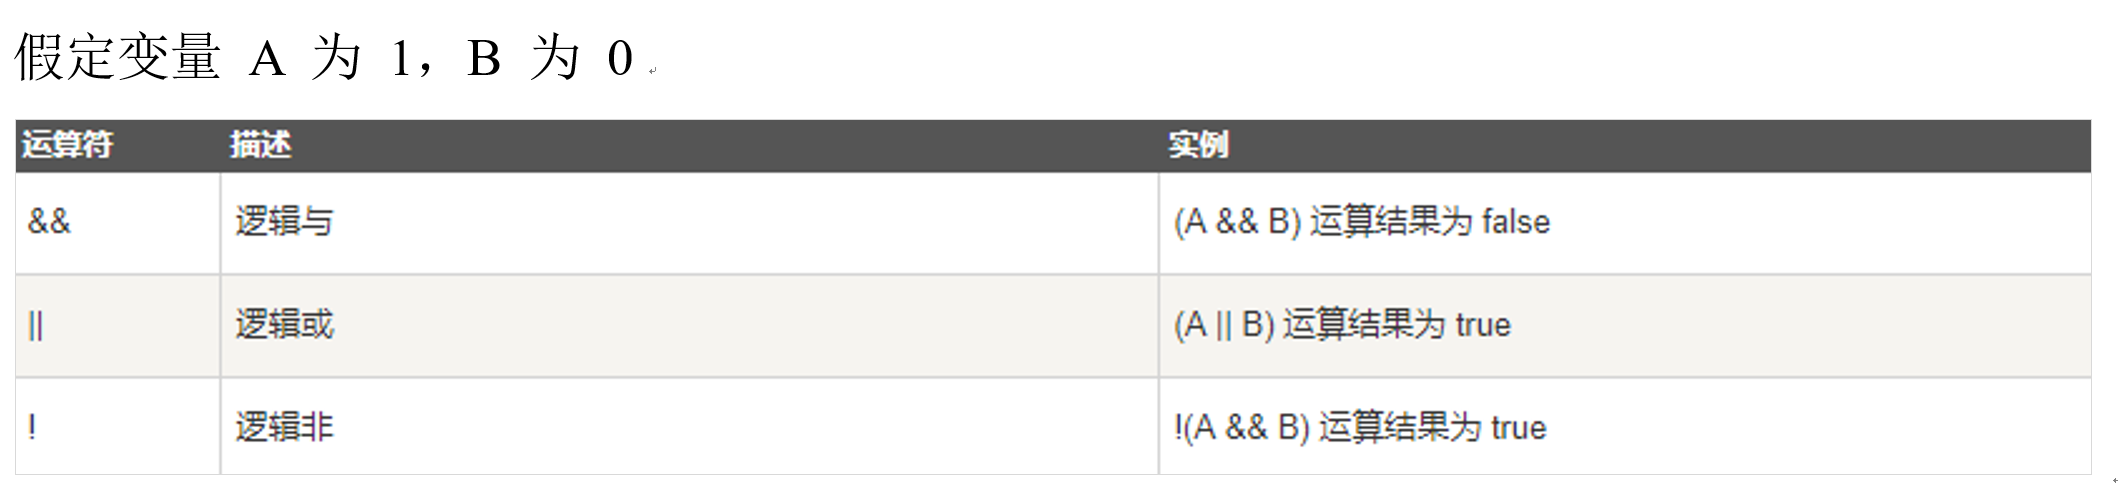 假定变量 A 为 1，B 为 0
运算符 描述 实例
&& 逻辑与 (A && B) 运算结果为 false
|| 逻辑或 (A || B) 运算结果为 true
! 逻辑非 !(A && B) 运算结果为 true